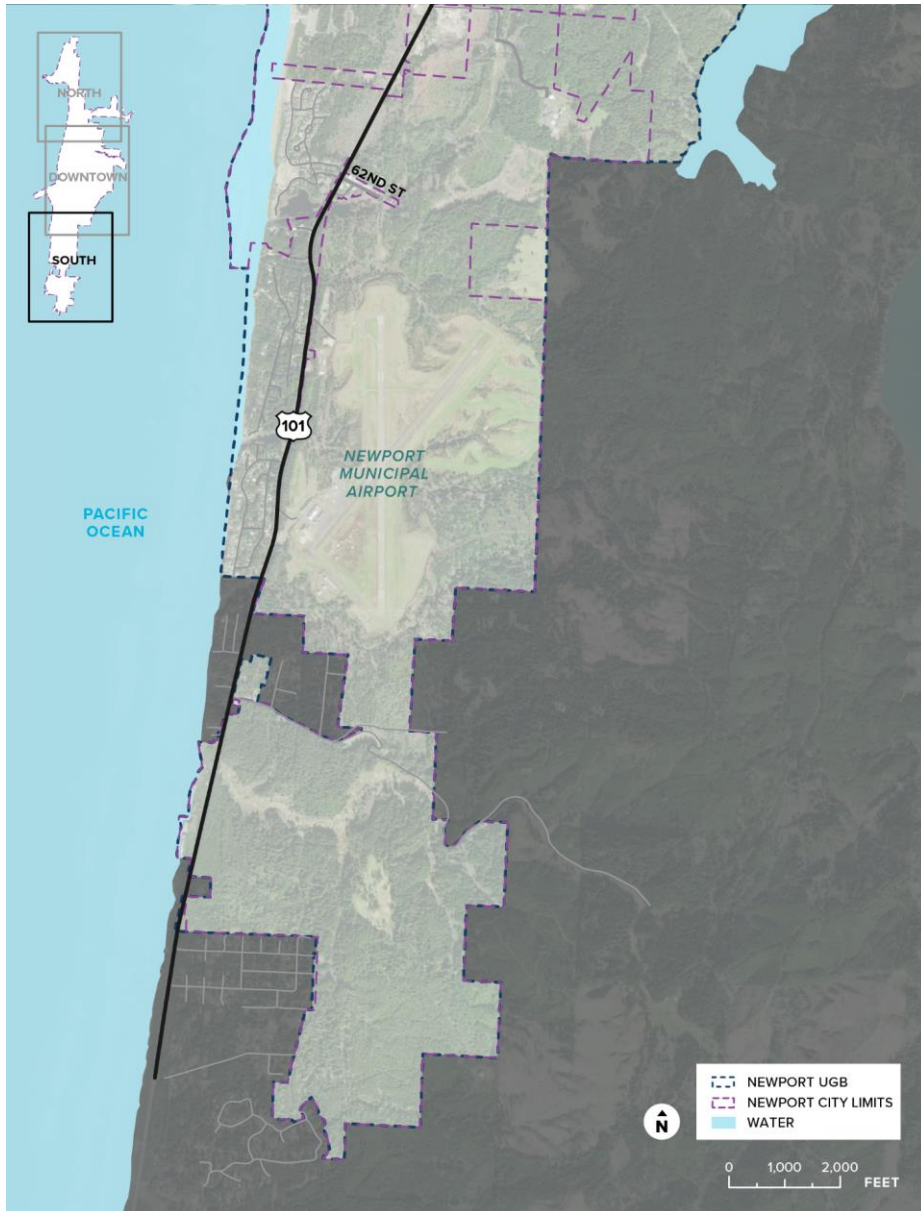 NORTH
DOWNTOWN
SOUTH
62ND ST
101
NEWPORT
MUNICIPAL
AIRPORT
PACIFIC
OCEAN
NEWPORT UGB
NEWPORT CITY LIMITS
WATER
N
0 1,000 2,000
FEET